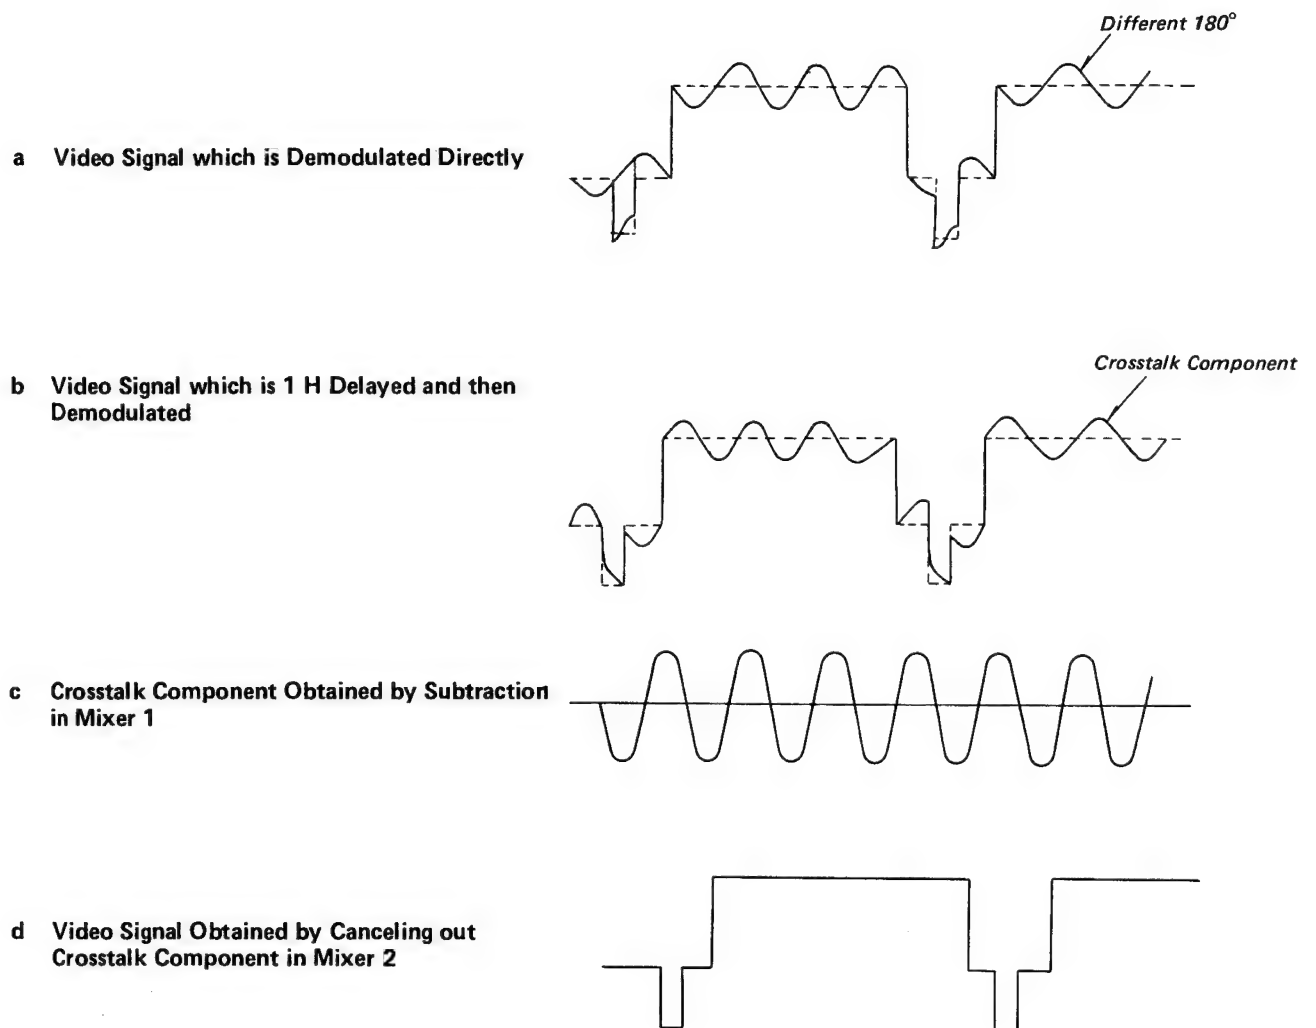 Different 180°
a Video Signal which is Demodulated Directly
Crosstalk Component
b Video Signal which is 1 H Delayed and then
Demodulated
c Crosstalk Component Obtained by Subtraction
in Mixer 1
d Video Signal Obtained by Canceling out
Crosstalk Component in Mixer 2